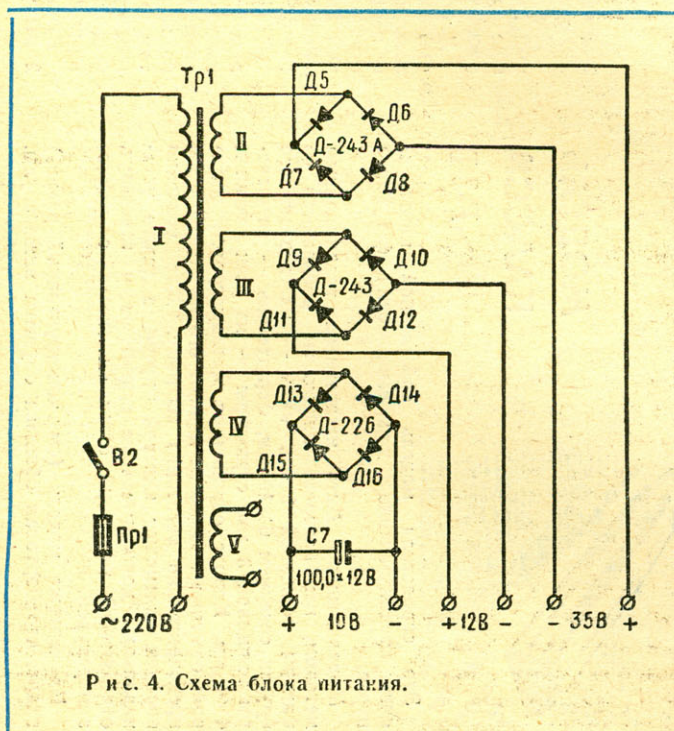 Тр1
Д5
Д6
II
Д-243А
Д7
Д8
I
Д9
Д10
III
Д-243
Д11
Д12
Д13
Д14
IV
Д-226
Д15
Д16
В2
Пр1
V
С7
100,0×12В
~220В
+ 10В -
+12В -
- 35В +
Рис. 4. Схема блока питания.